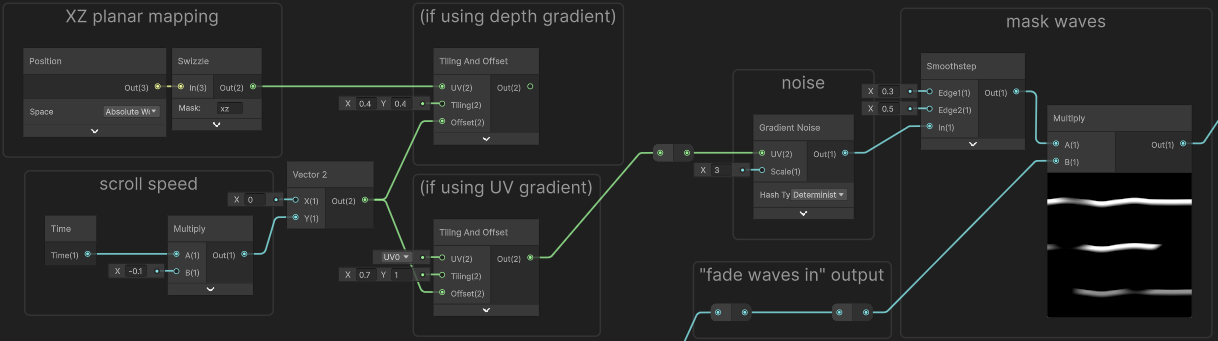 XZ planar mapping
Position
Out(3)
Space
Absolute W
Swizzle
In(3)
Out(2)
Mask:
xz
scroll speed
Time
Time(1)
X -0.1
Multiply
A(1)
Out(1)
B(1)
X 0
Vector 2
X(1)
Out(2)
Y(1)
(if using depth gradient)
Tiling And Offset
UV(2)
Out(2)
X 0.4 Y 0.4
Tiling(2)
Offset(2)
(if using UV gradient)
Tiling And Offset
UV0
UV(2)
Out(2)
X 0.7 Y 1
Tiling(2)
Offset(2)
noise
Gradient Noise
UV(2)
Out(1)
X 3
Scale(1)
Hash Ty
Determinist
"fade waves in" output
mask waves
Smoothstep
X 0.3
Edge1(1)
Out(1)
X 0.5
Edge2(1)
In(1)
Multiply
A(1)
Out(1)
B(1)